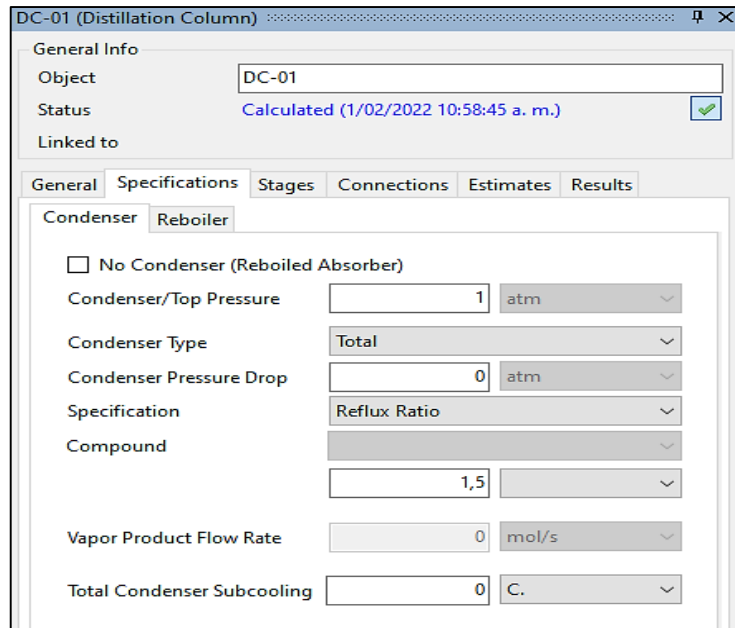 DC-01 (Distillation Column)
General Info
Object DC-01
Status Calculated (1/02/2022 10:58:45 a. m.)
Linked to
General Specifications Stages Connections Estimates Results
Condenser Reboiler
No Condenser (Reboiled Absorber)
Condenser/Top Pressure 1 atm
Condenser Type Total
Condenser Pressure Drop 0 atm
Specification Reflux Ratio
Compound
1,5
Vapor Product Flow Rate 0 mol/s
Total Condenser Subcooling 0 C.